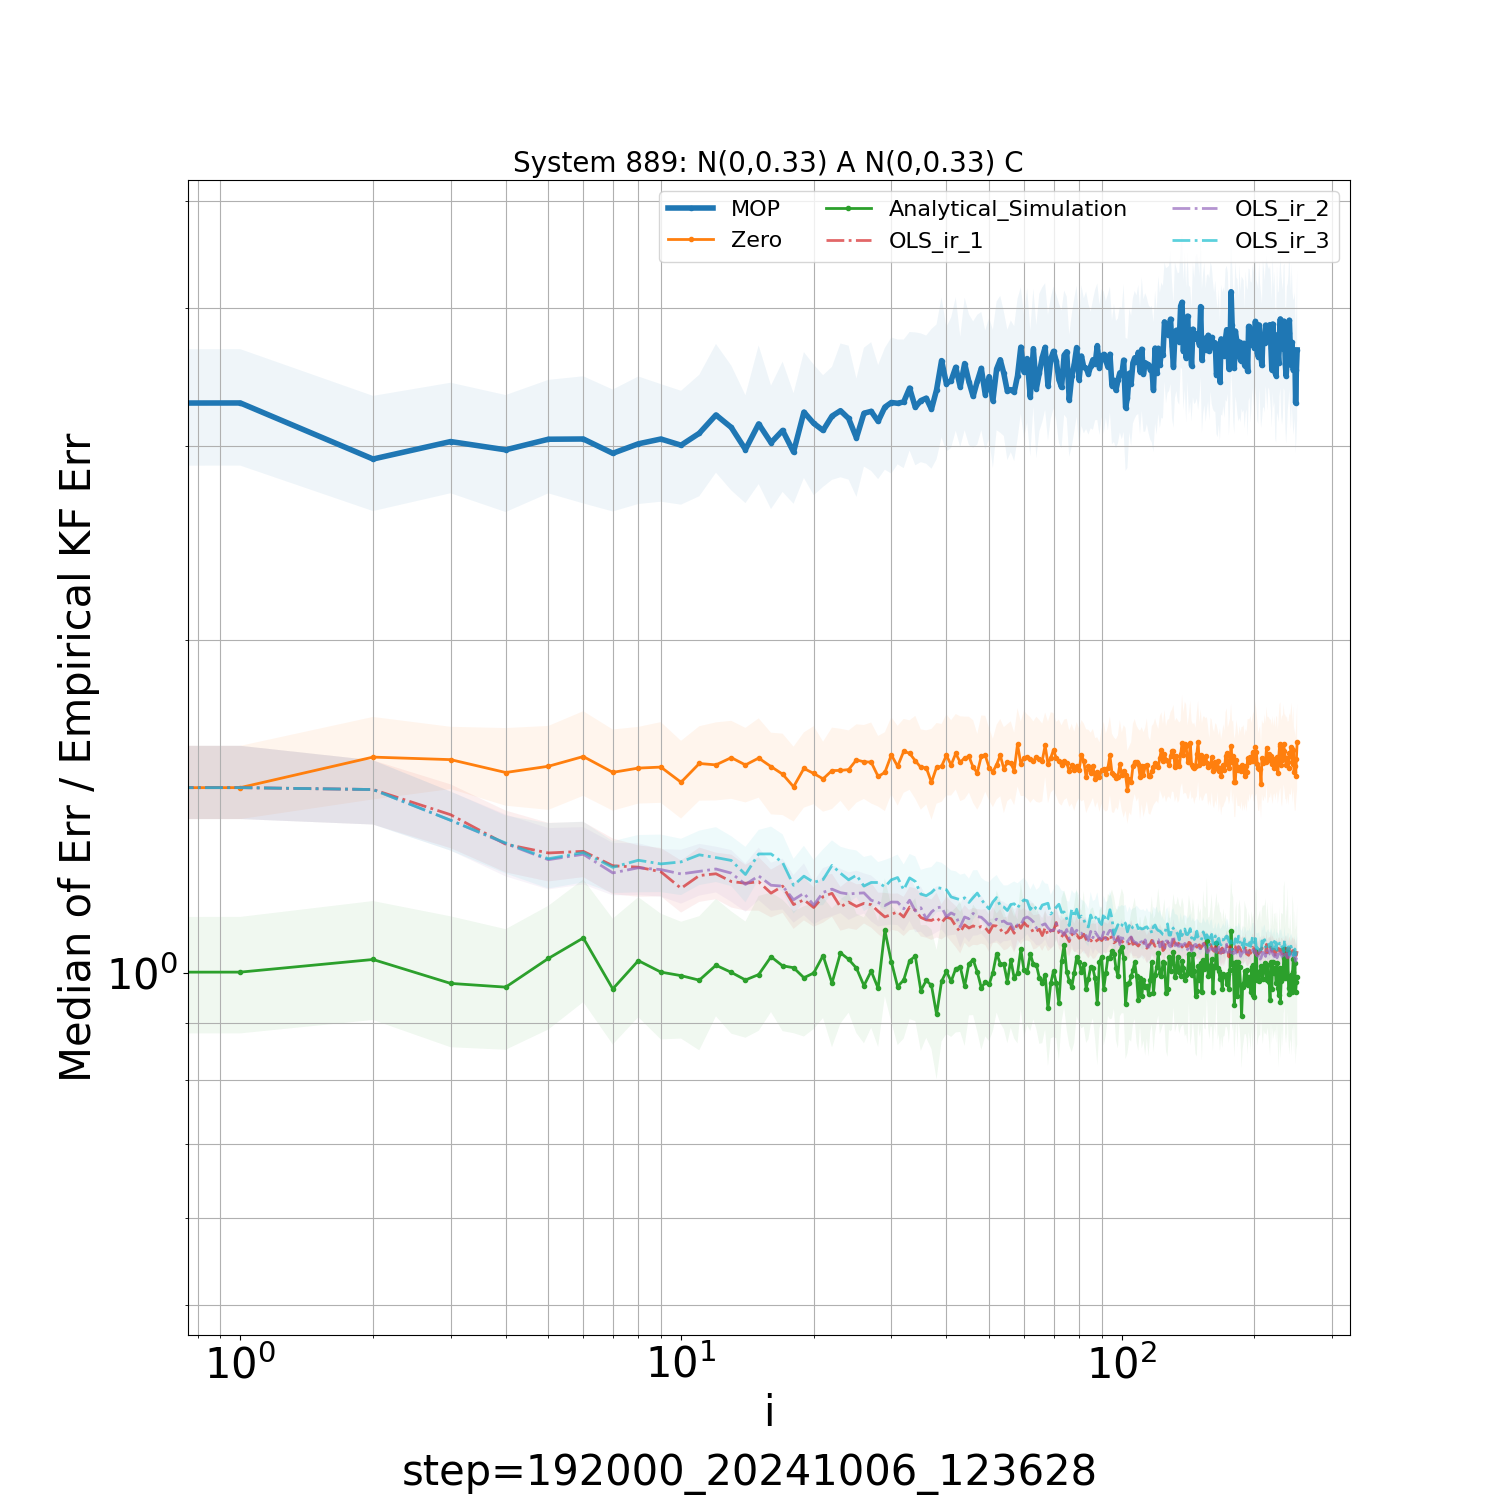 System 889: N(0,0.33) A N(0,0.33) C
MOP
Zero
Analytical_Simulation
OLS_ir_1
OLS_ir_2
OLS_ir_3
Median of Err / Empirical KF Err
10⁰
10⁰ 10¹ 10²
i
step=192000_20241006_123628